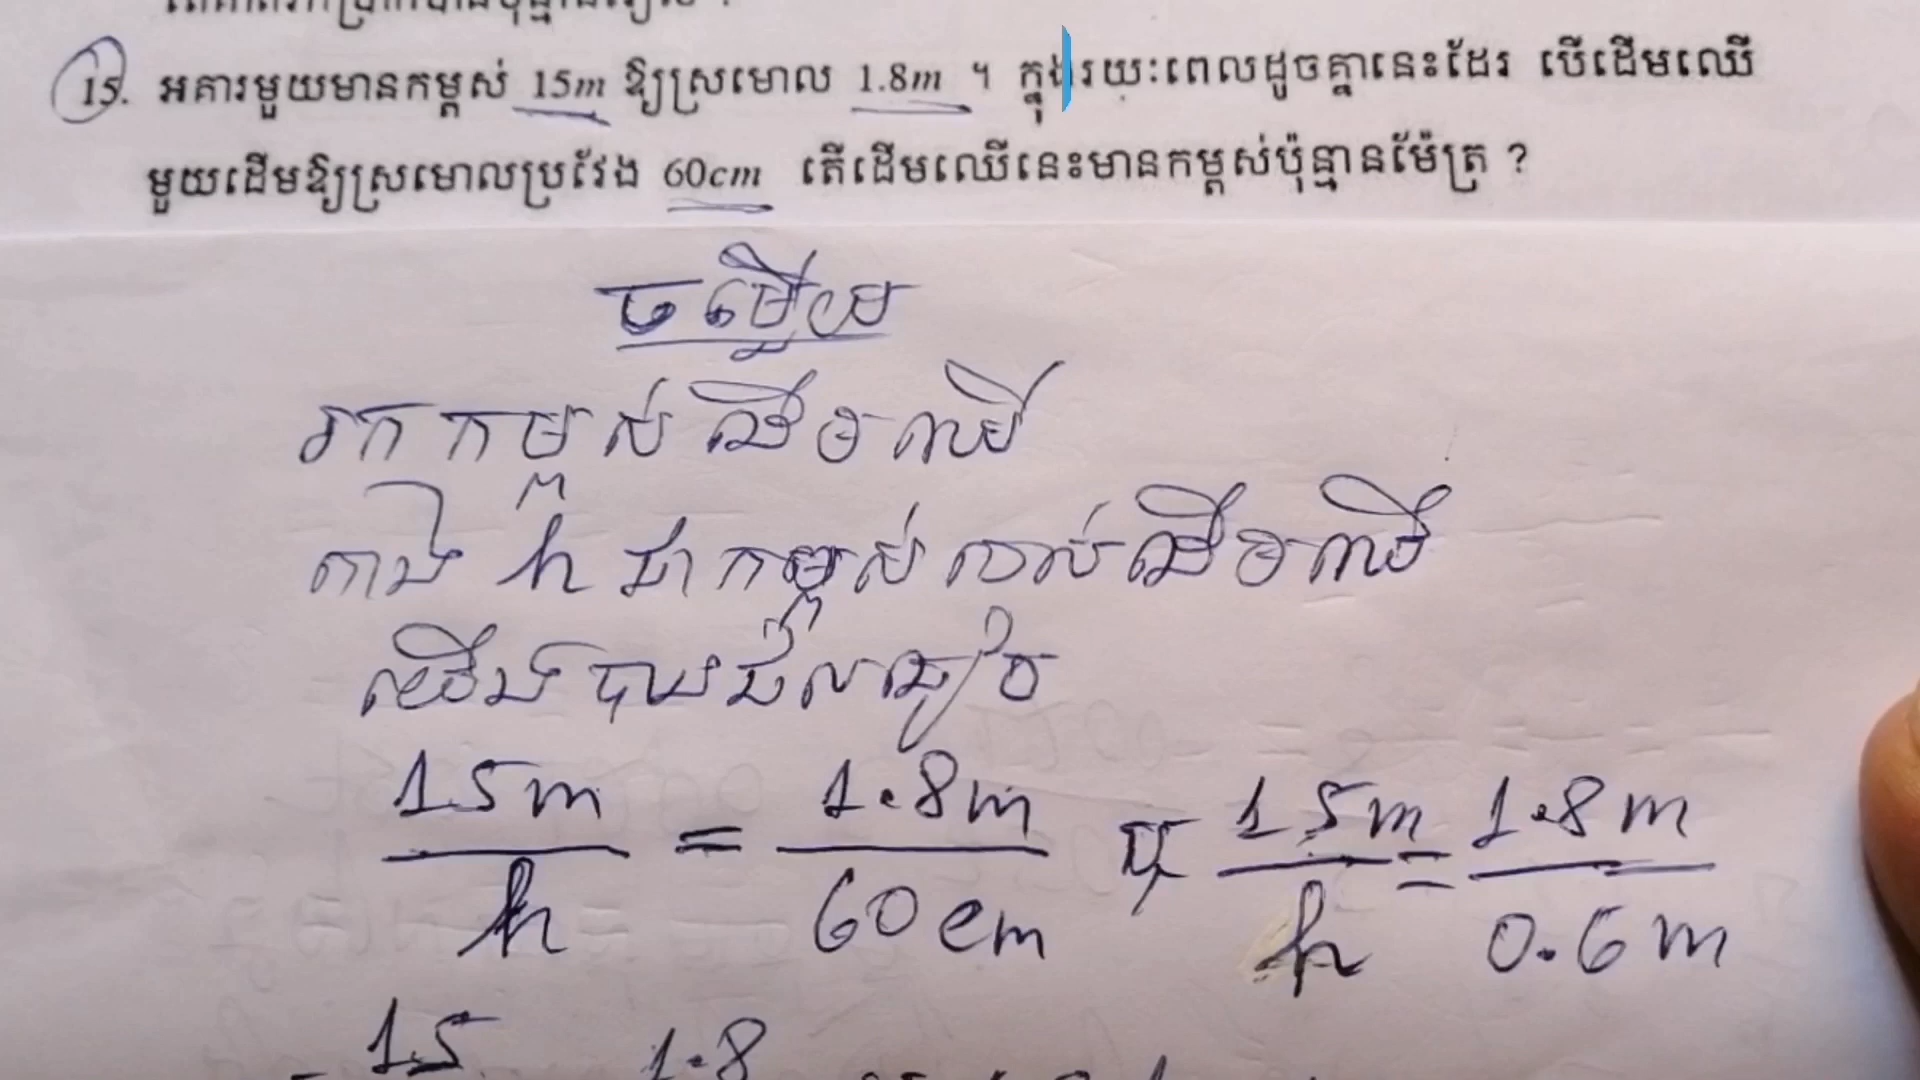 15. អគារមួយមានកម្ពស់ 15m ឱ្យស្រមោល 1.8m ។ ក្នុងរយៈពេលដូចគ្នានេះដែរ បើដើមឈើ
មួយដើមឱ្យស្រមោលប្រវែង 60cm តើដើមឈើនេះមានកម្ពស់ប៉ុន្មានម៉ែត្រ ?
ចម្លើយ
រកកម្ពស់ដើមឈើ
តាង h ជាកម្ពស់របស់ដើមឈើ
យើងបានផលធៀប
15m/h = 1.8m/60cm ឬ 15m/h = 1.8m/0.6m
15 1.8